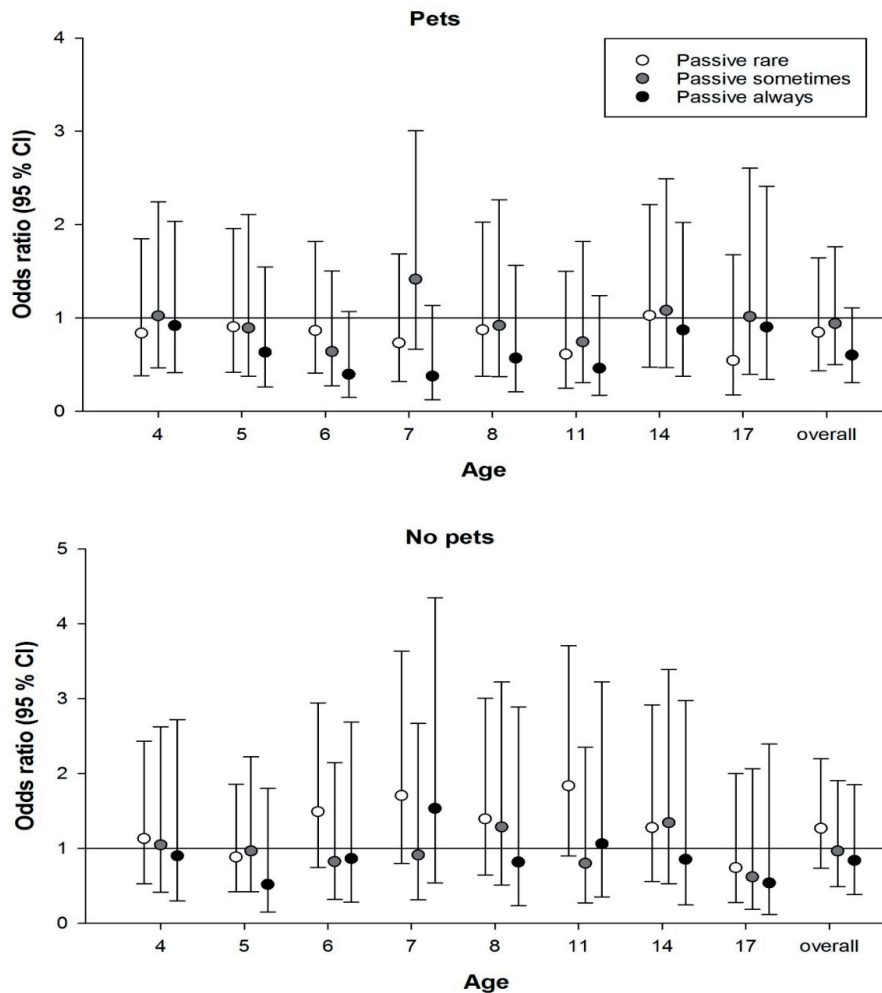 Pets
4
3
2
1
0
Odds ratio (95 % CI)
Passive rare
Passive sometimes
Passive always
4 5 6 7 8 11 14 17 overall
Age
No pets
5
4
3
2
1
0
Odds ratio (95 % CI)
4 5 6 7 8 11 14 17 overall
Age